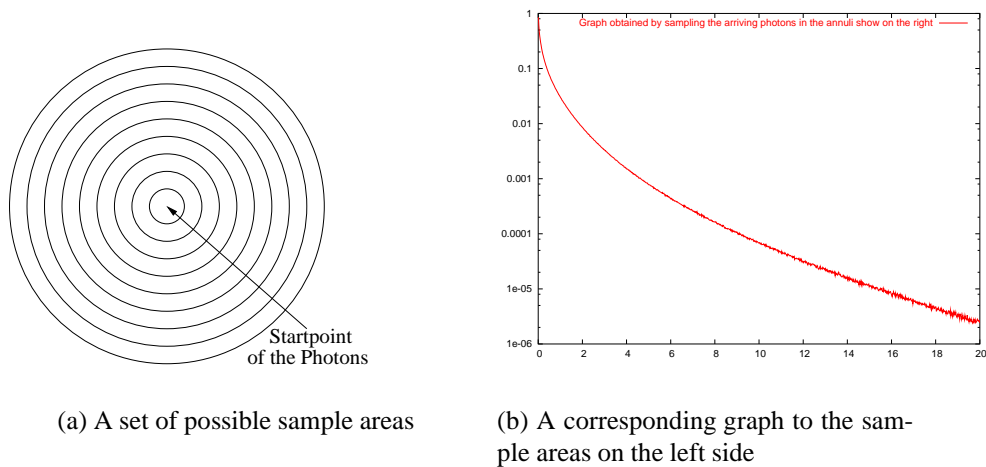 Startpoint
of the Photons
(a) A set of possible sample areas
Graph obtained by sampling the arriving photons in the annuli show on the right
1
0.1
0.01
0.001
0.0001
1e-05
1e-06
0 2 4 6 8 10 12 14 16 18 20
(b) A corresponding graph to the sam-
ple areas on the left side